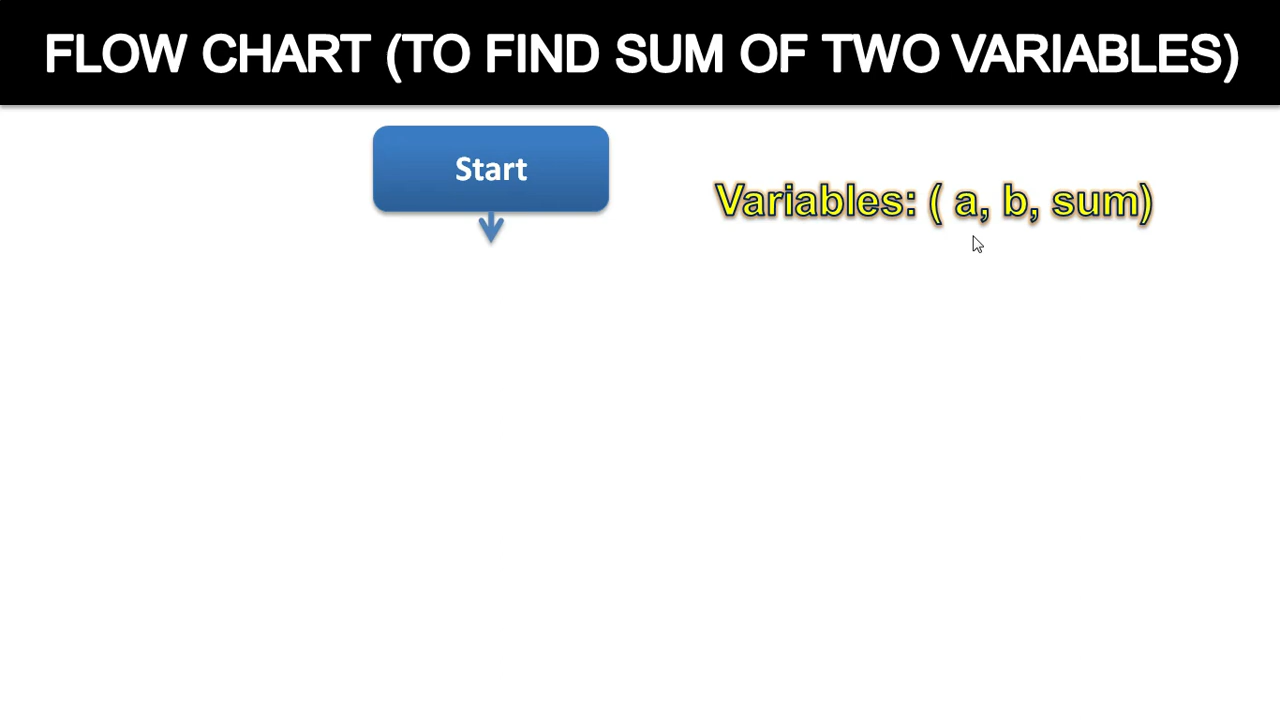 FLOW CHART (TO FIND SUM OF TWO VARIABLES)
Start
Variables: ( a, b, sum)